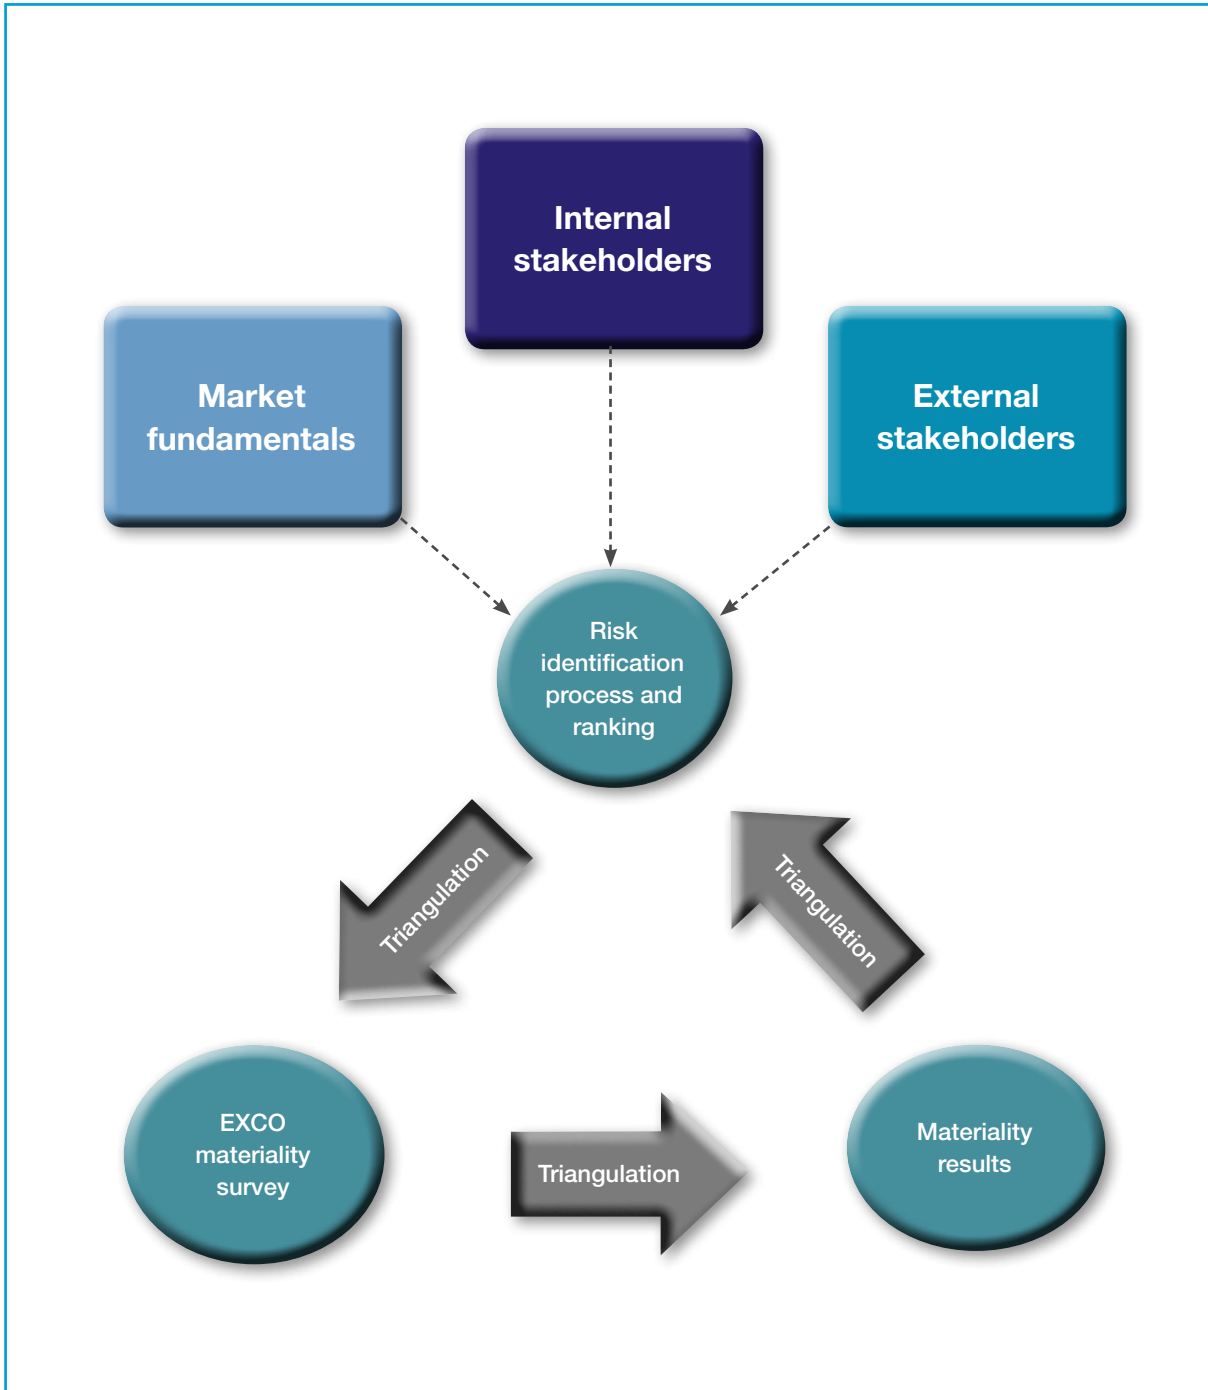 Internal
stakeholders
Market
fundamentals
External
stakeholders
Risk
identification
process and
ranking
Triangulation
Triangulation
EXCO
materiality
survey
Triangulation
Materiality
results